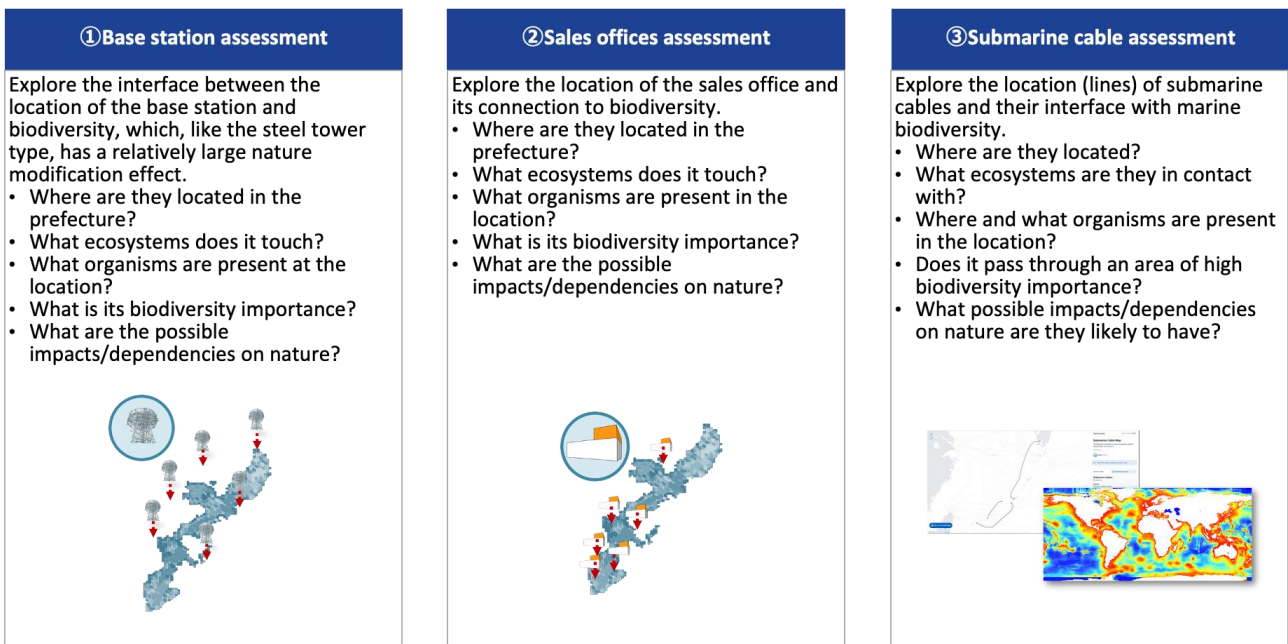 ①Base station assessment
Explore the interface between the
location of the base station and
biodiversity, which, like the steel tower
type, has a relatively large nature
modification effect.
• Where are they located in the
prefecture?
• What ecosystems does it touch?
• What organisms are present at the
location?
• What is its biodiversity importance?
• What are the possible
impacts/dependencies on nature?
②Sales offices assessment
Explore the location of the sales office and
its connection to biodiversity.
• Where are they located in the
prefecture?
• What ecosystems does it touch?
• What organisms are present in the
location?
• What is its biodiversity importance?
• What are the possible
impacts/dependencies on nature?
③Submarine cable assessment
Explore the location (lines) of submarine
cables and their interface with marine
biodiversity.
• Where are they located?
• What ecosystems are they in contact
with?
• Where and what organisms are present
in the location?
• Does it pass through an area of high
biodiversity importance?
• What possible impacts/dependencies
on nature are they likely to have?
Submarine Cable Map